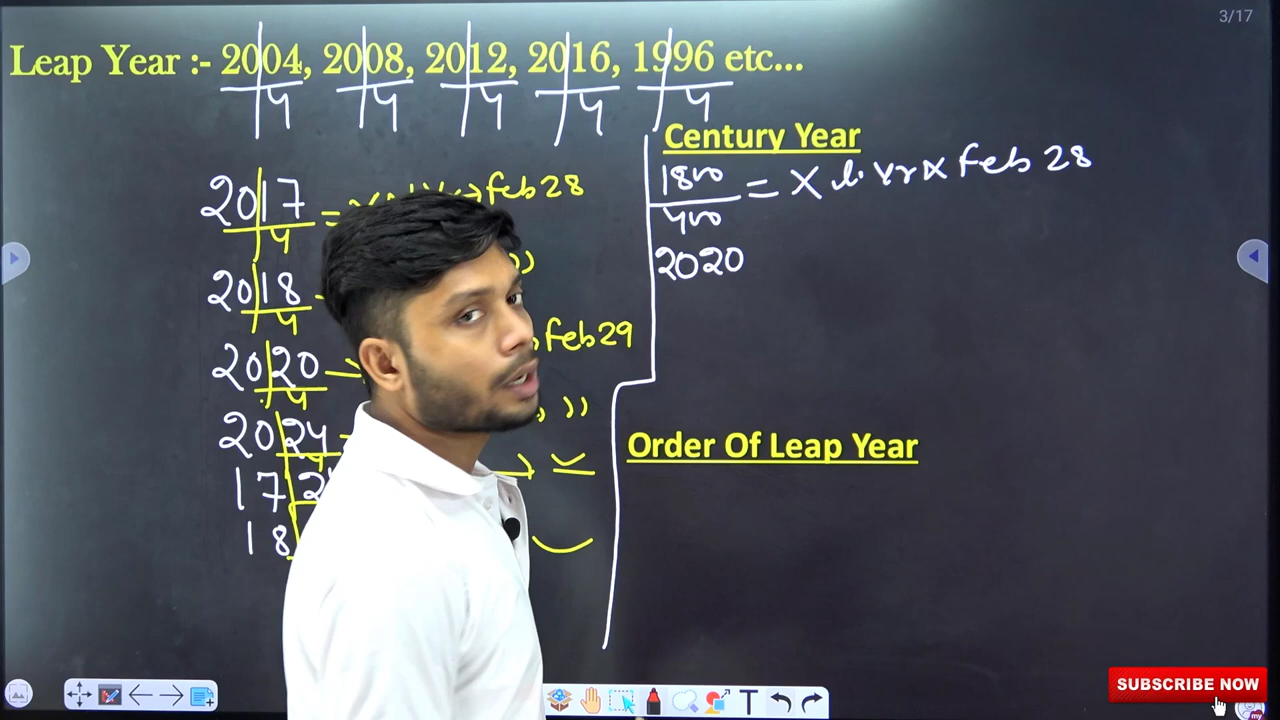 3/17
Leap Year :- 2004, 2008, 2012, 2016, 1996 etc...
4 4 4 4 4
Century Year
1800/400 = X l. Yr X Feb 28
2020
2017/4 = Feb 28
2018/4 ,,
2020/4 Feb 29
2024/4 ,,
17
18
Order Of Leap Year
T
SUBSCRIBE NOW